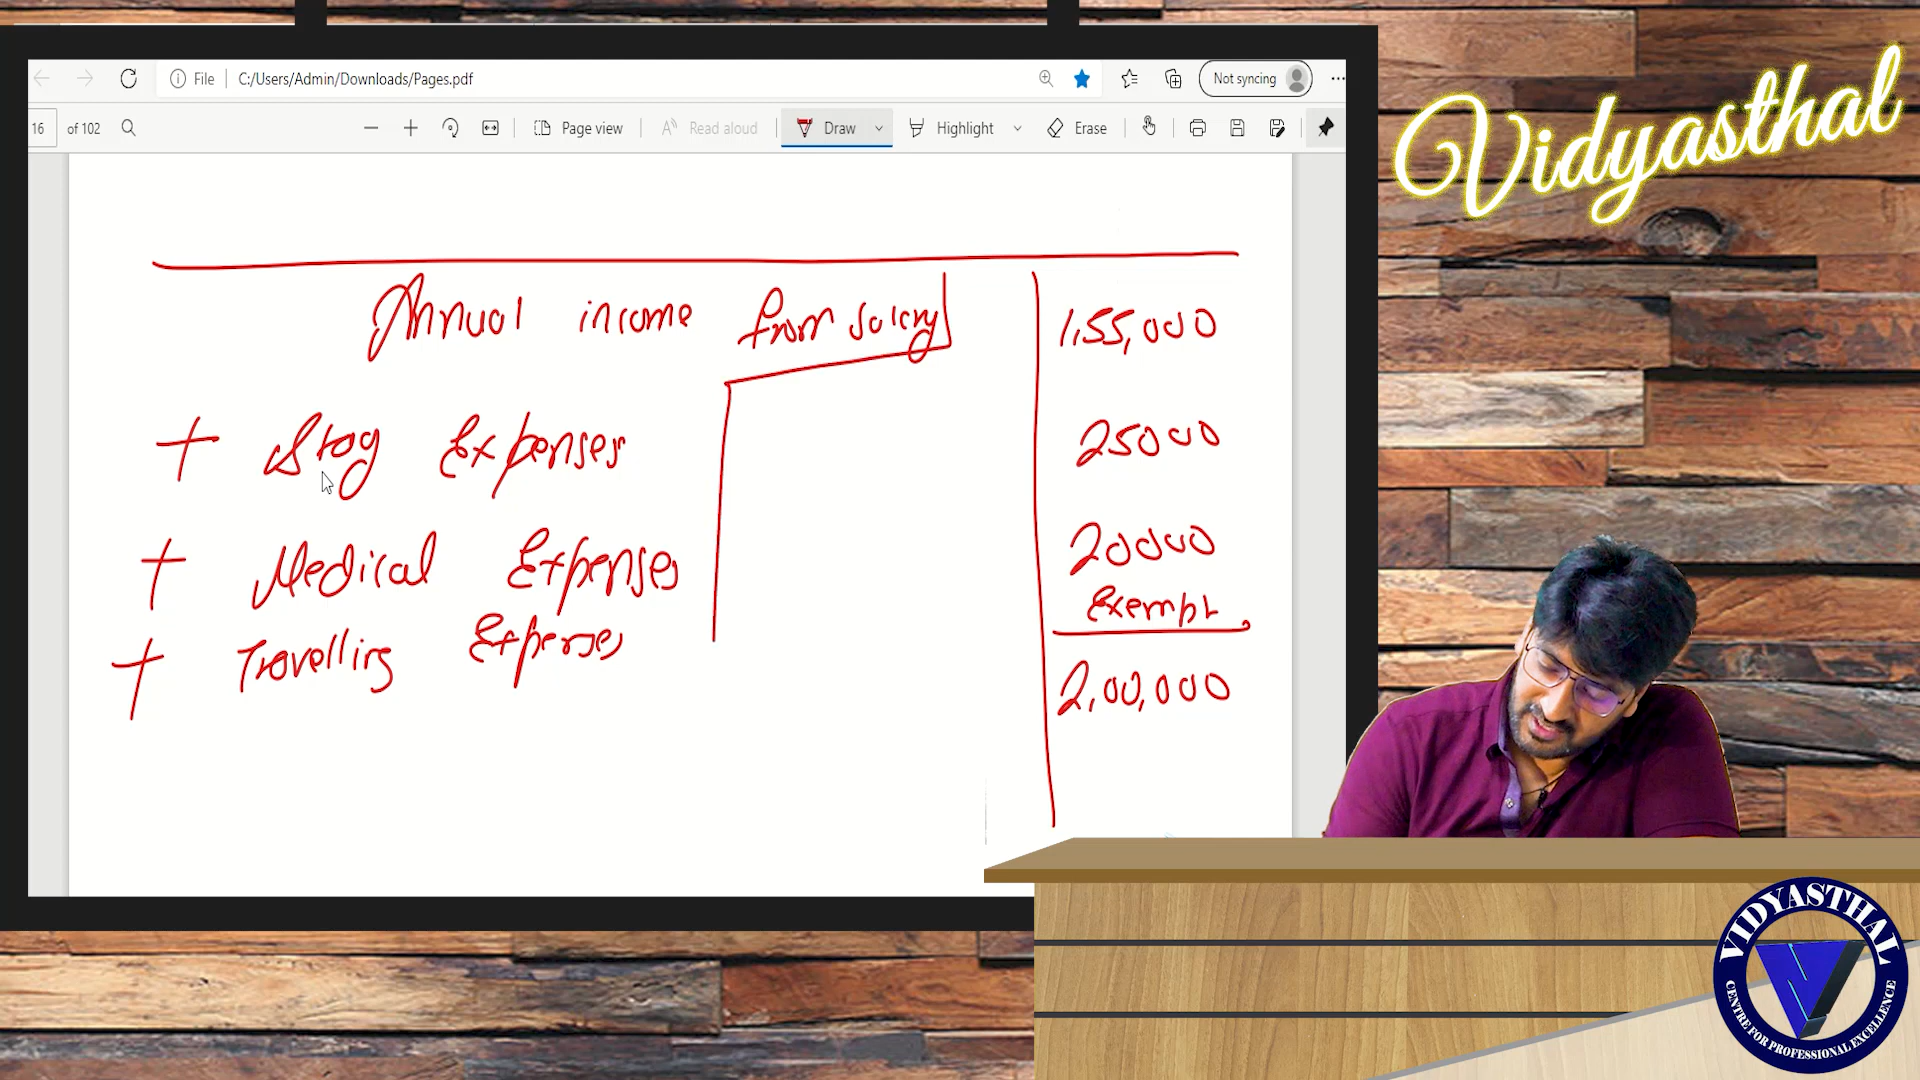 File C:/Users/Admin/Downloads/Pages.pdf Not syncing
16 of 102 Page view Read aloud Draw Highlight Erase
Annual income from salary 1,55,000
+ Stay Expenses 25000
+ Medical Expenses 20000
+ Travelling Expenses Exempt
2,00,000
Vidyasthal
VIDYASTHAL
CENTRE FOR PROFESSIONAL EXCELLENCE